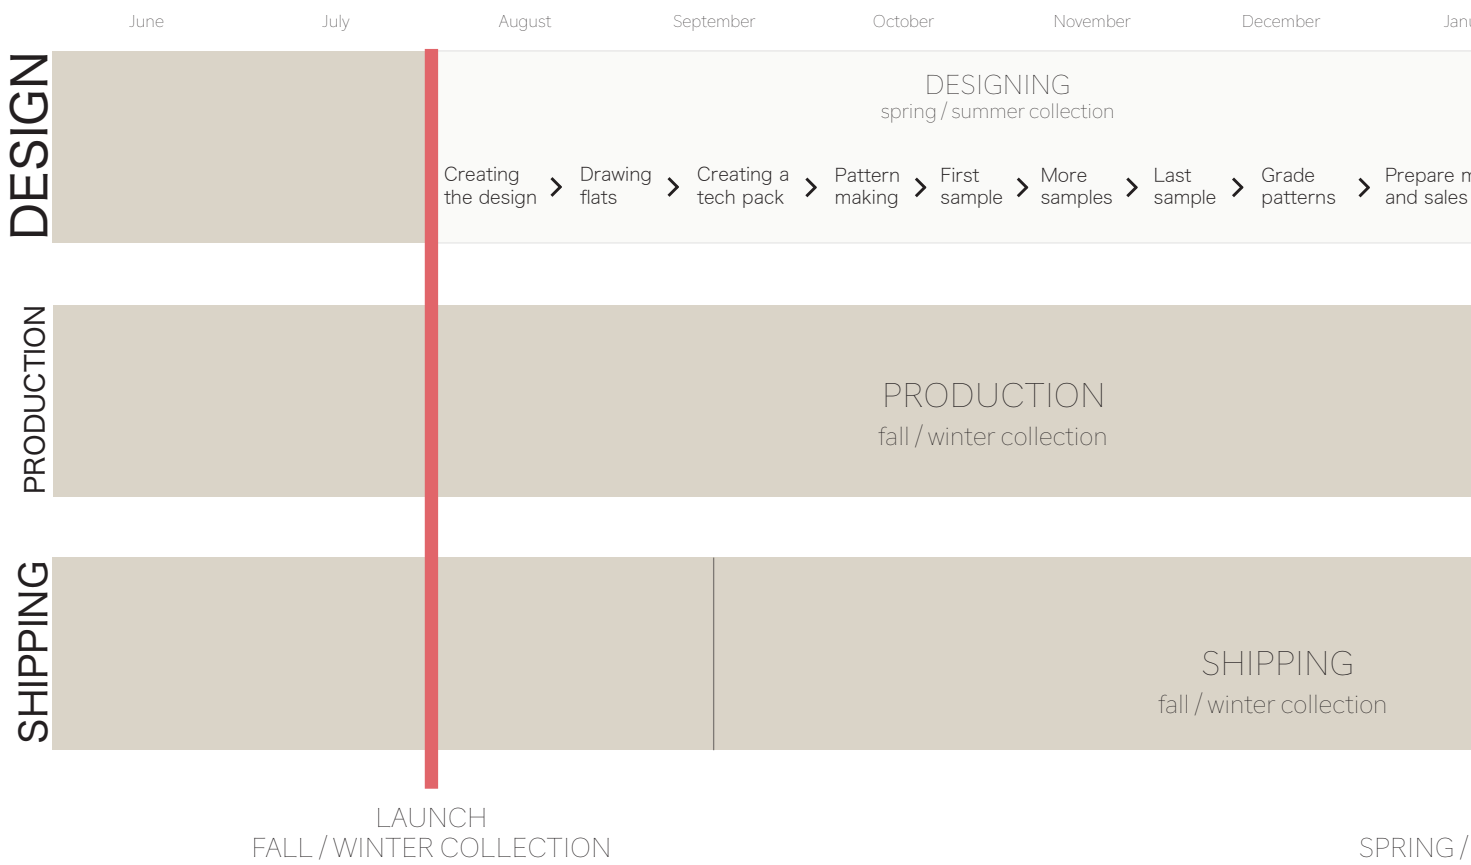 June July August September October November December
DESIGN
DESIGNING
spring / summer collection
Creating
the design
Drawing
flats
Creating a
tech pack
Pattern
making
First
sample
More
samples
Last
sample
Grade
patterns
Prepare
and sales
PRODUCTION
PRODUCTION
fall / winter collection
SHIPPING
SHIPPING
fall / winter collection
LAUNCH
FALL / WINTER COLLECTION
SPRING /